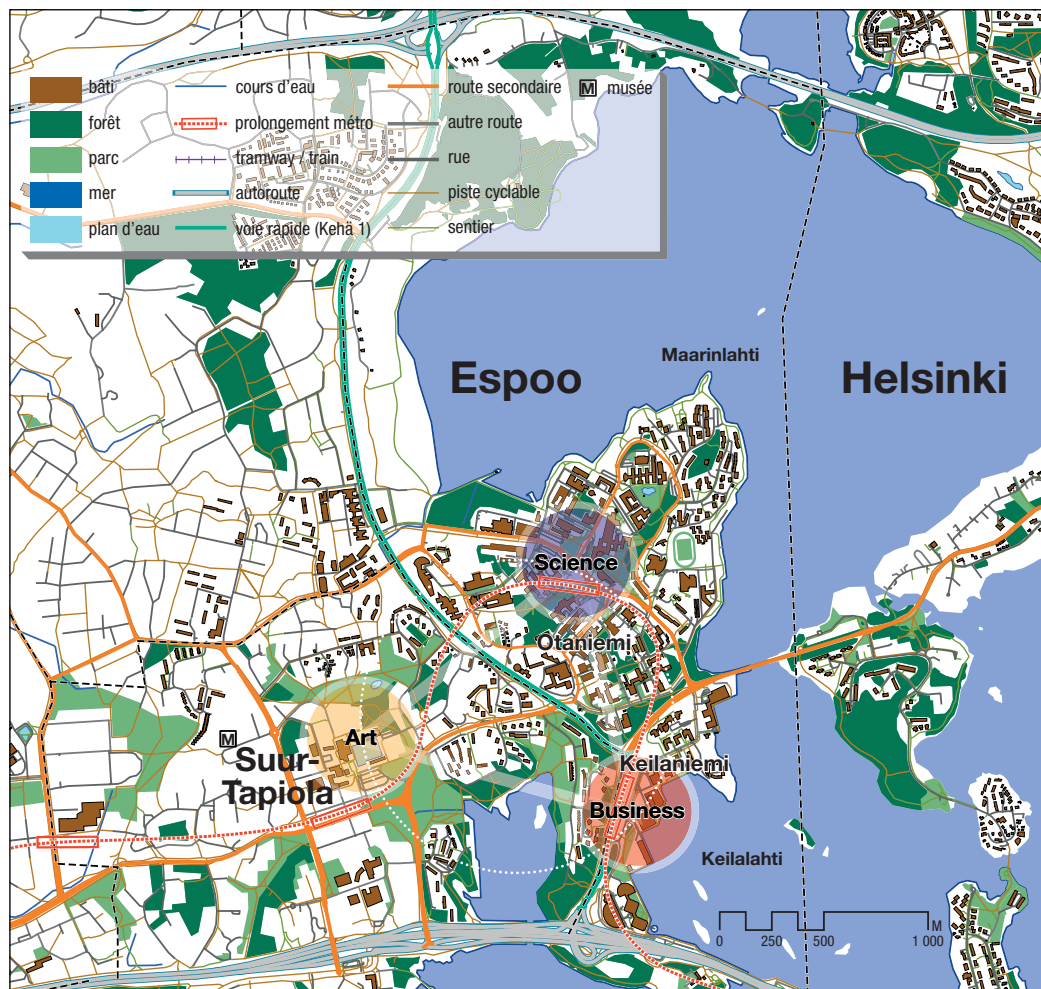 bâti
forêt
parc
mer
plan d'eau
cours d'eau
prolongement métro
tramway / train
autoroute
voie rapide (Kehä 1)
route secondaire
autre route
rue
piste cyclable
sentier
M musée
Maarinlahti
Espoo
Helsinki
Science
Otaniemi
Art
M
Suur-
Tapiola
Keilaniemi
Business
Keilalahti
M
0 250 500 1 000